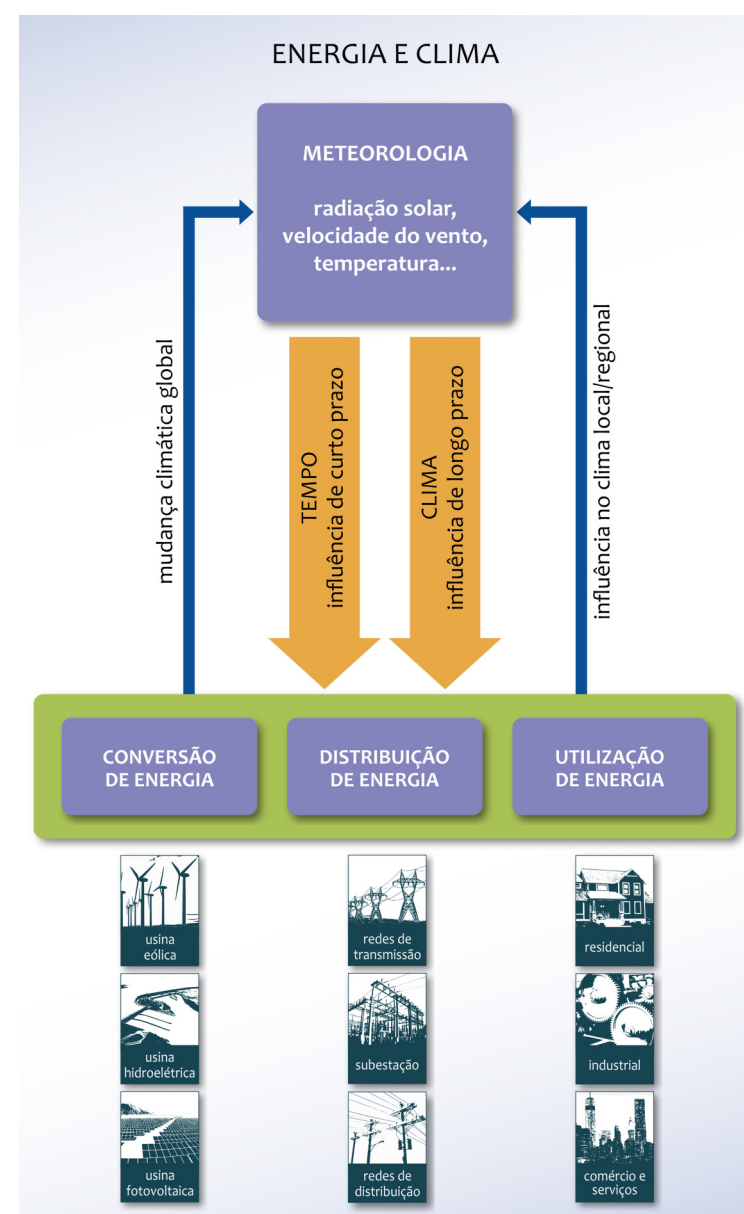 ENERGIA E CLIMA
METEOROLOGIA
radiação solar,
velocidade do vento,
temperatura...
mudança climática global
TEMPO
influência de curto prazo
CLIMA
influência de longo prazo
influência no clima local/regional
CONVERSÃO
DE ENERGIA
DISTRIBUIÇÃO
DE ENERGIA
UTILIZAÇÃO
DE ENERGIA
usina
eólica
redes de
transmissão
residencial
usina
hidroelétrica
subestação
industrial
usina
fotovoltaica
redes de
distribuição
comércio e
serviços